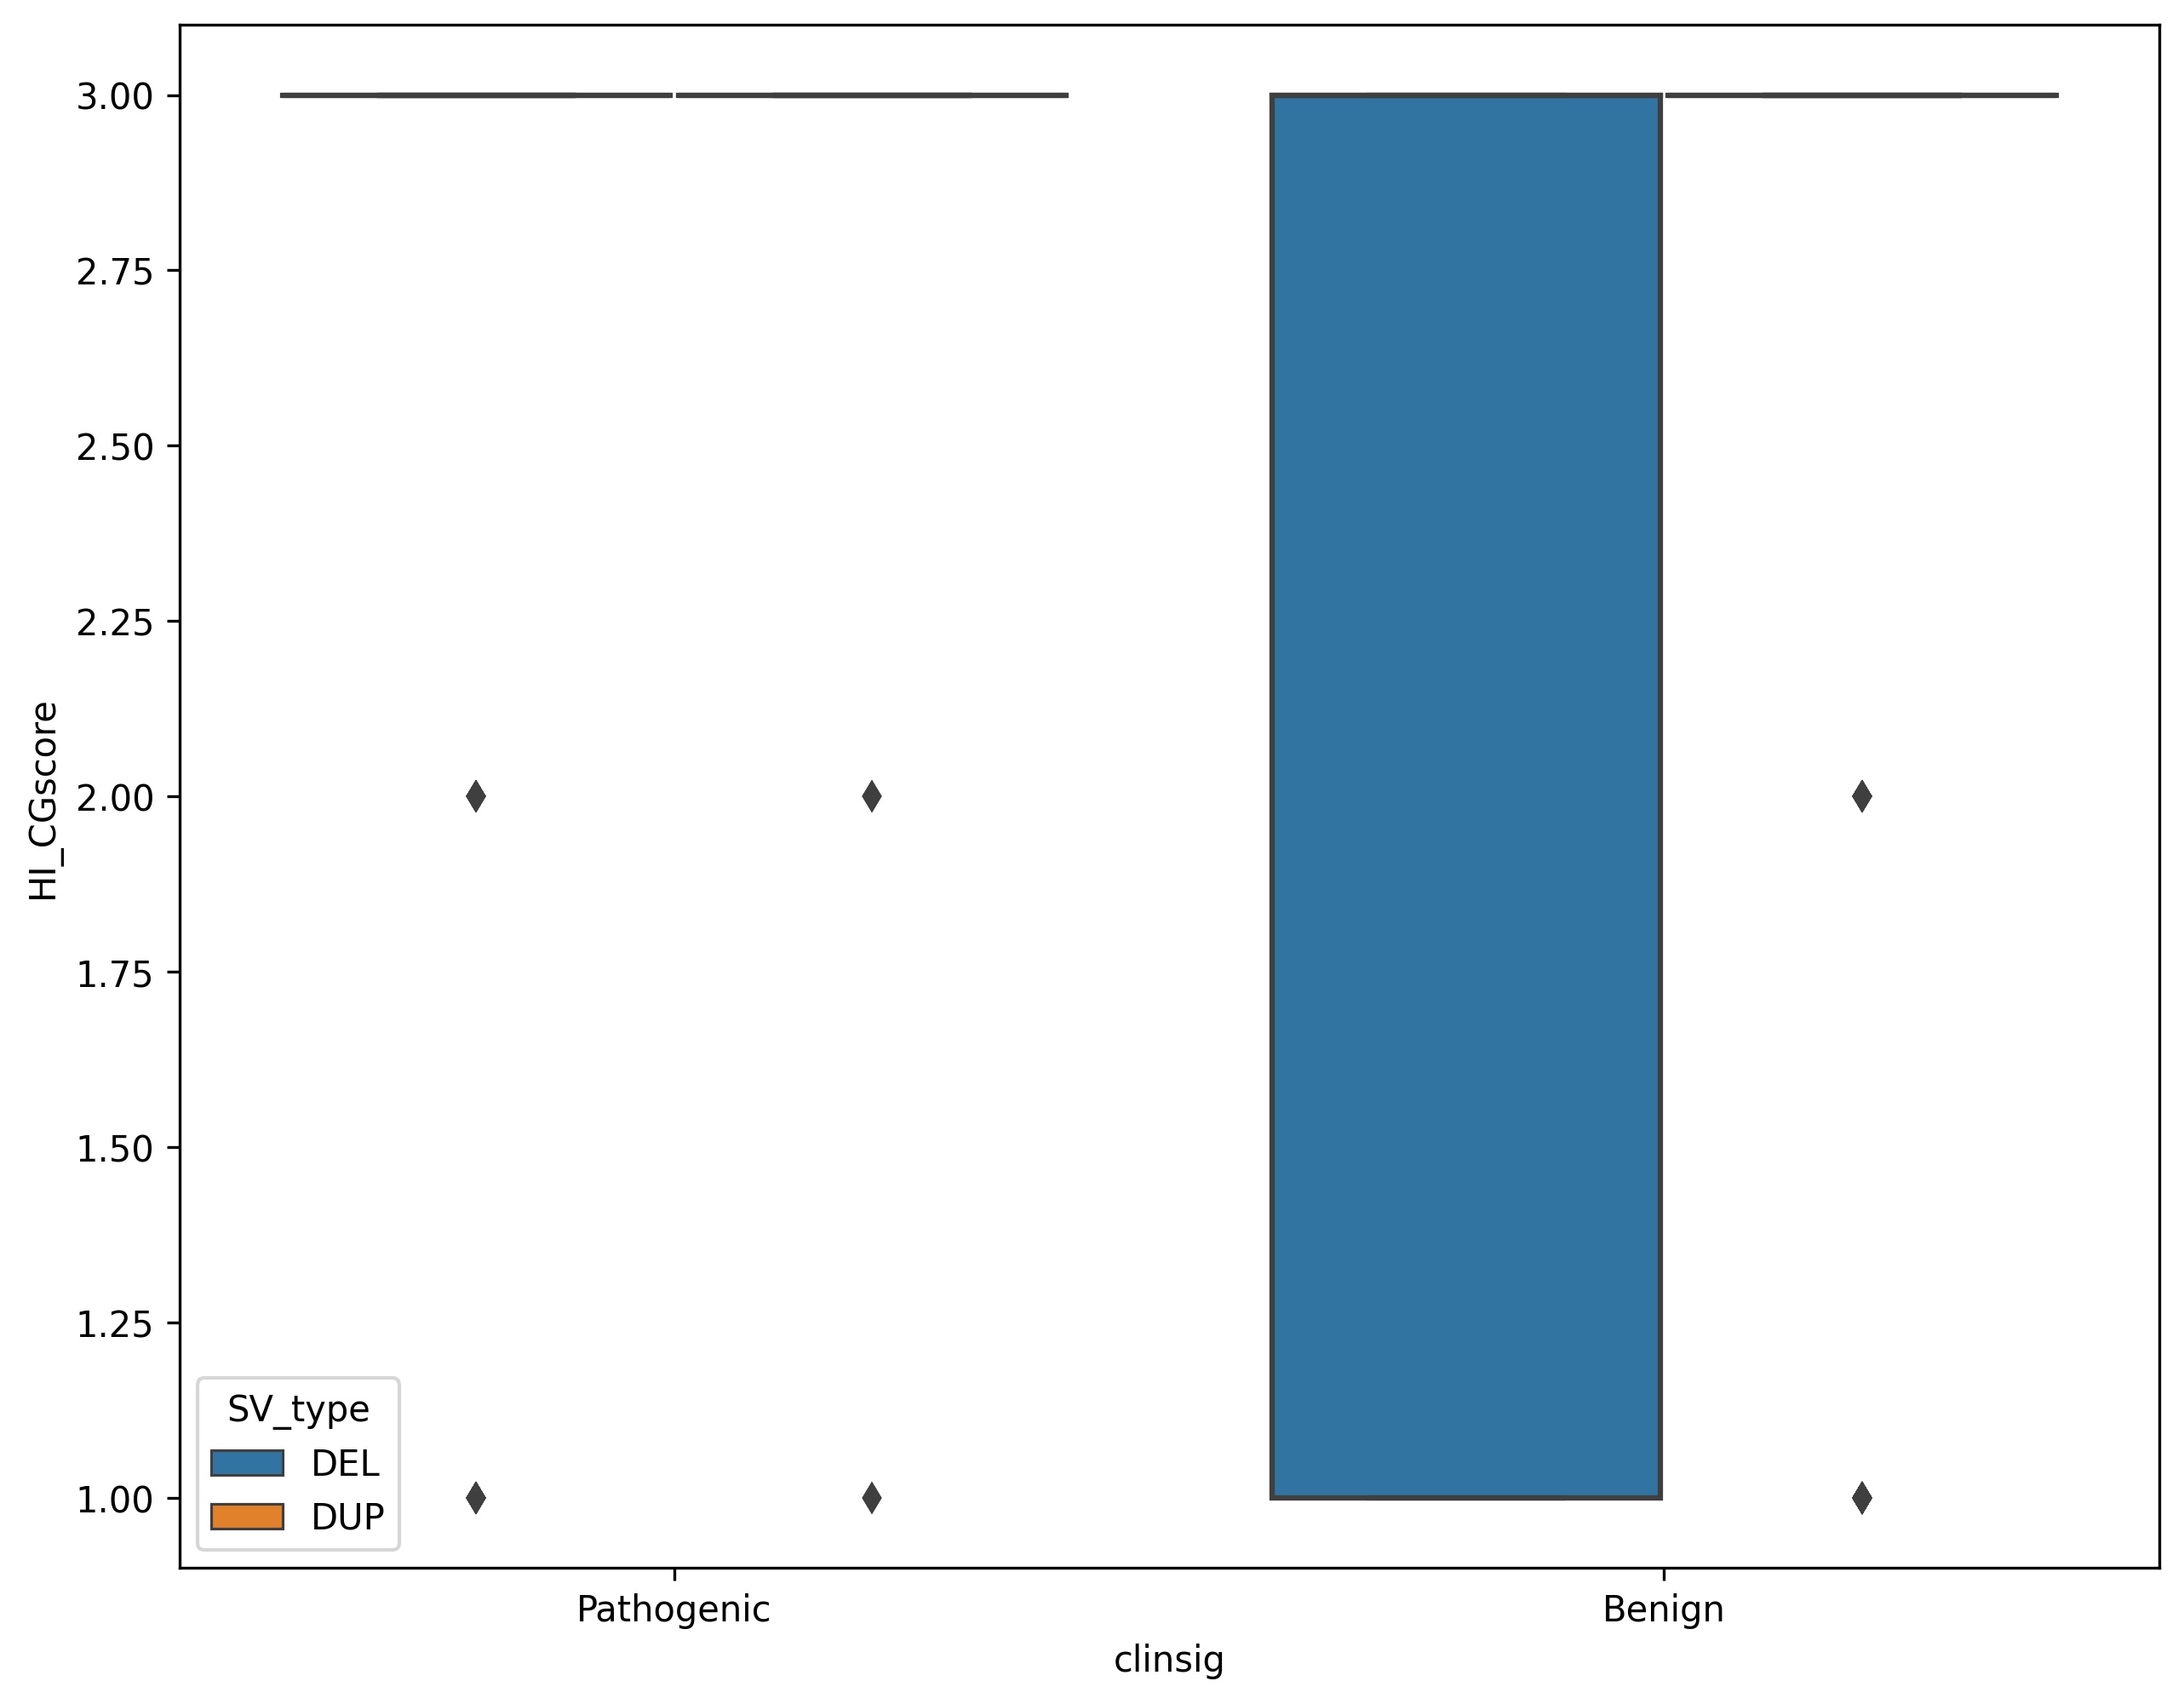 HI_CGscore
3.00
2.75
2.50
2.25
2.00
1.75
1.50
1.25
1.00
SV_type
DEL
DUP
Pathogenic
Benign
clinsig